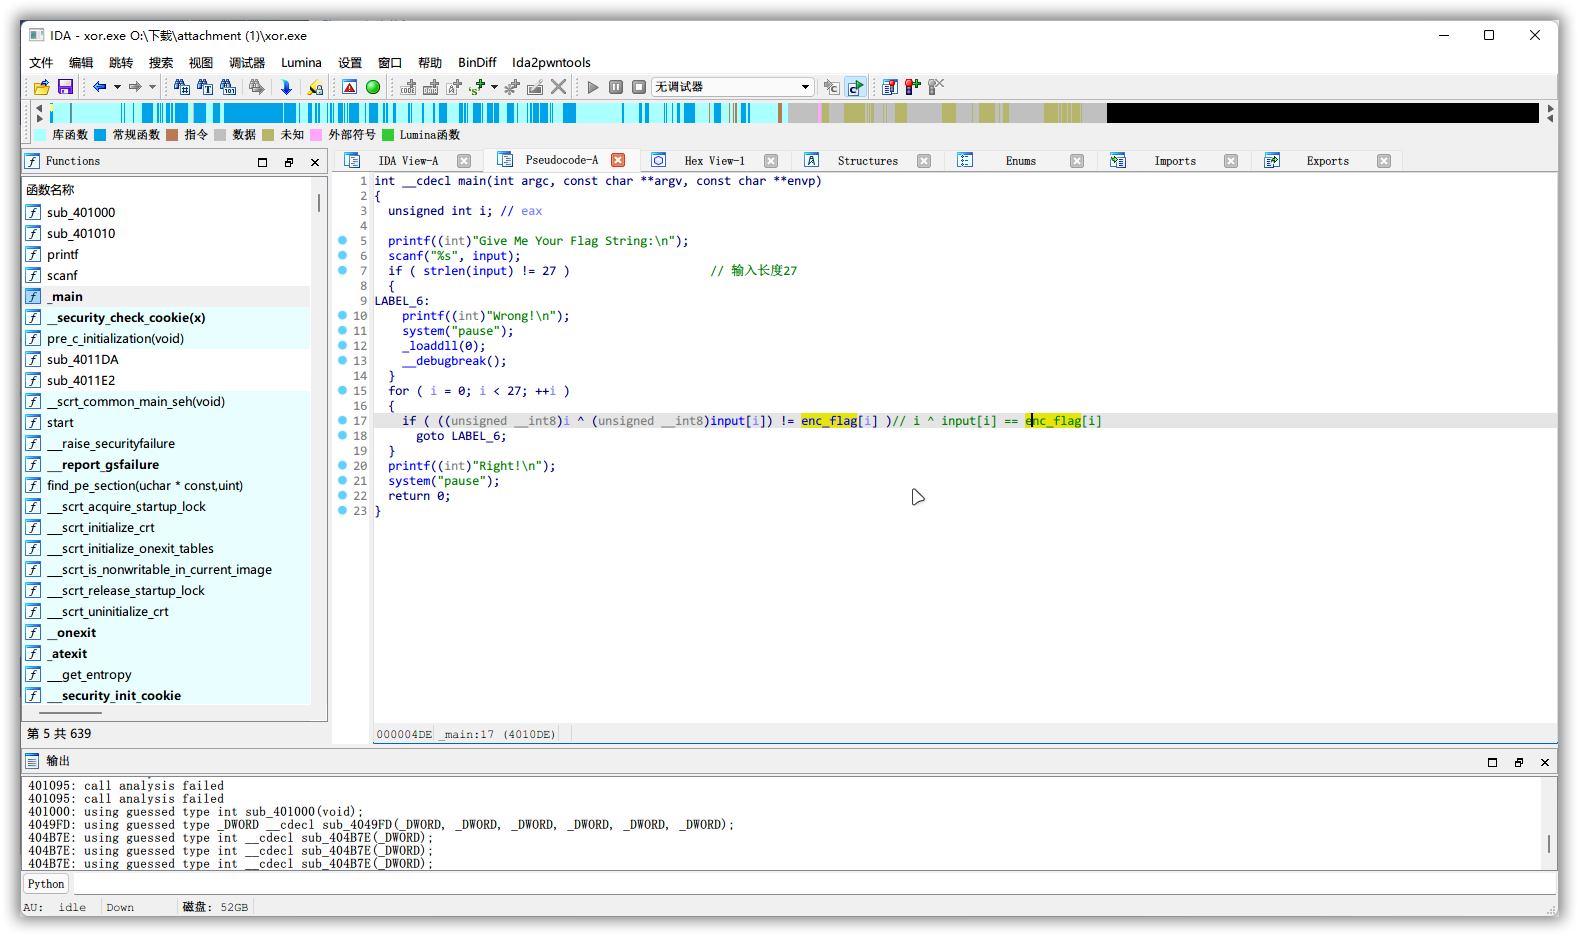 IDA - xor.exe O:\下载\attachment (1)\xor.exe
文件 编辑 跳转 搜索 视图 调试器 Lumina 设置 窗口 帮助 BinDiff Ida2pwntools
无调试器
库函数 常规函数 指令 数据 未知 外部符号 Lumina函数
Functions
函数名称
sub_401000
sub_401010
printf
scanf
_main
__security_check_cookie(x)
pre_c_initialization(void)
sub_4011DA
sub_4011E2
__scrt_common_main_seh(void)
start
___raise_securityfailure
___report_gsfailure
find_pe_section(uchar * const,uint)
___scrt_acquire_startup_lock
___scrt_initialize_crt
___scrt_initialize_onexit_tables
___scrt_is_nonwritable_in_current_image
___scrt_release_startup_lock
___scrt_uninitialize_crt
__onexit
_atexit
___get_entropy
___security_init_cookie
第 5 共 639
IDA View-A Pseudocode-A Hex View-1 Structures Enums Imports Exports
1 int __cdecl main(int argc, const char **argv, const char **envp)
2 {
3 unsigned int i; // eax
4
5 printf((int)"Give Me Your Flag String:\n");
6 scanf("%s", input);
7 if ( strlen(input) != 27 ) // 输入长度27
8 {
9 LABEL_6:
10 printf((int)"Wrong!\n");
11 system("pause");
12 _loaddll(0);
13 __debugbreak();
14 }
15 for ( i = 0; i < 27; ++i )
16 {
17 if ( ((unsigned __int8)i ^ (unsigned __int8)input[i]) != enc_flag[i] )// i ^ input[i] == enc_flag[i]
18 goto LABEL_6;
19 }
20 printf((int)"Right!\n");
21 system("pause");
22 return 0;
23 }
000004DE _main:17 (4010DE)
输出
401095: call analysis failed
401095: call analysis failed
401000: using guessed type int sub_401000(void);
4049FD: using guessed type _DWORD __cdecl sub_4049FD(_DWORD, _DWORD, _DWORD, _DWORD, _DWORD, _DWORD);
404B7E: using guessed type int __cdecl sub_404B7E(_DWORD);
404B7E: using guessed type int __cdecl sub_404B7E(_DWORD);
404B7E: using guessed type int __cdecl sub_404B7E(_DWORD);
Python
AU: idle Down 磁盘: 52GB